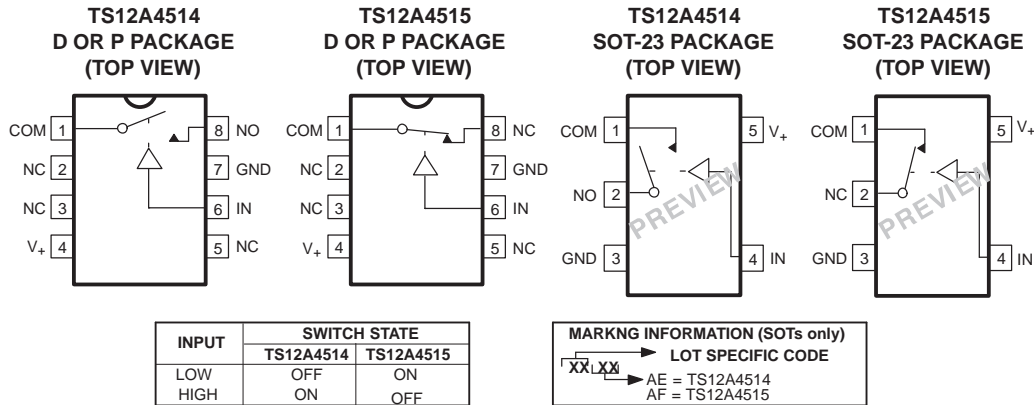 TS12A4514
D OR P PACKAGE
(TOP VIEW)
COM 1
NC 2
NC 3
V+ 4
8 NO
7 GND
6 IN
5 NC
TS12A4515
D OR P PACKAGE
(TOP VIEW)
COM 1
NC 2
NC 3
V+ 4
8 NC
7 GND
6 IN
5 NC
TS12A4514
SOT-23 PACKAGE
(TOP VIEW)
COM 1
NO 2
GND 3
5 V+
4 IN
PREVIEW
TS12A4515
SOT-23 PACKAGE
(TOP VIEW)
COM 1
NC 2
GND 3
5 V+
4 IN
PREVIEW
INPUT SWITCH STATE
TS12A4514 TS12A4515
LOW OFF ON
HIGH ON OFF
MARKNG INFORMATION (SOTs only)
LOT SPECIFIC CODE
XX XX
AE = TS12A4514
AF = TS12A4515